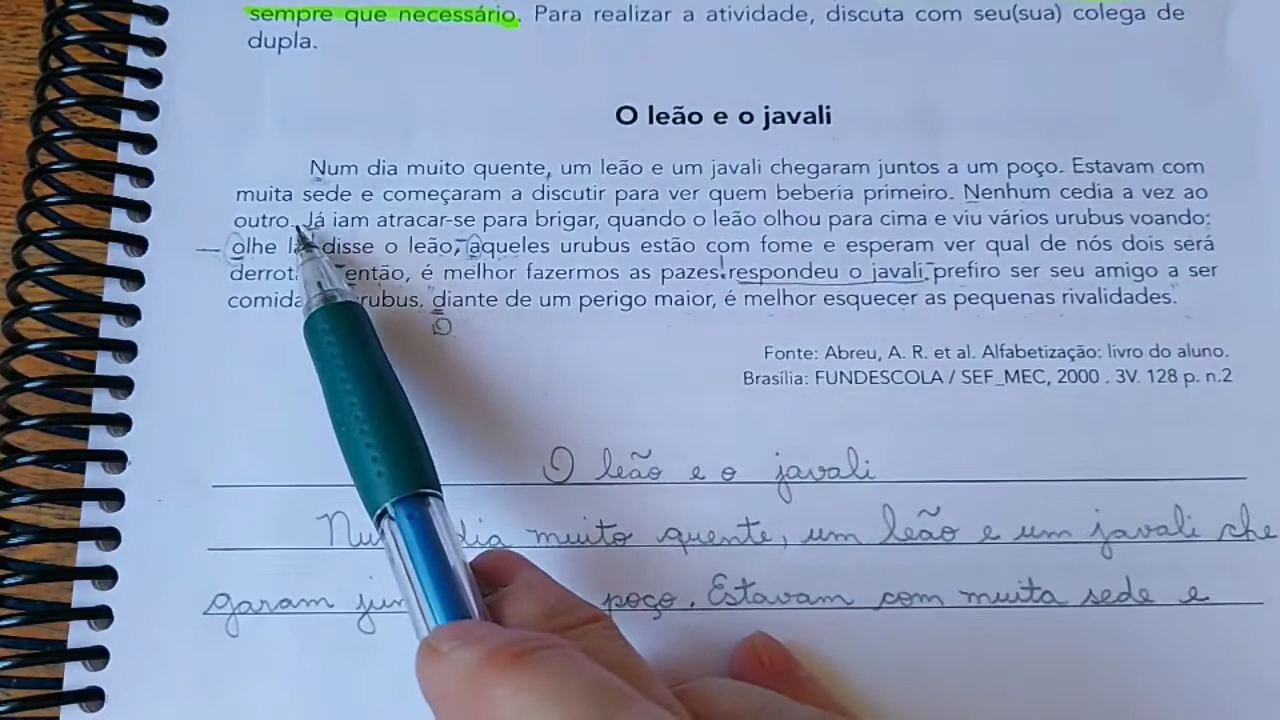 sempre que necessário. Para realizar a atividade, discuta com seu(sua) colega de
dupla.
O leão e o javali
Num dia muito quente, um leão e um javali chegaram juntos a um poço. Estavam com
muita sede e começaram a discutir para ver quem beberia primeiro. Nenhum cedia a vez ao
outro. Já iam atracar-se para brigar, quando o leão olhou para cima e viu vários urubus voando:
— olhe disse o leão, aqueles urubus estão com fome e esperam ver qual de nós dois será
então, é melhor fazermos as pazes! respondeu o javali. prefiro ser seu amigo a ser
comida urubus. "diante de um perigo maior, é melhor esquecer as pequenas rivalidades."
D
Fonte: Abreu, A. R. et al. Alfabetização: livro do aluno.
Brasília: FUNDESCOLA / SEF_MEC, 2000 . 3V. 128 p. n.2
O leão e o javali
dia muito quente, um leão e um javali che
garam poço. Estavam com muita sede e